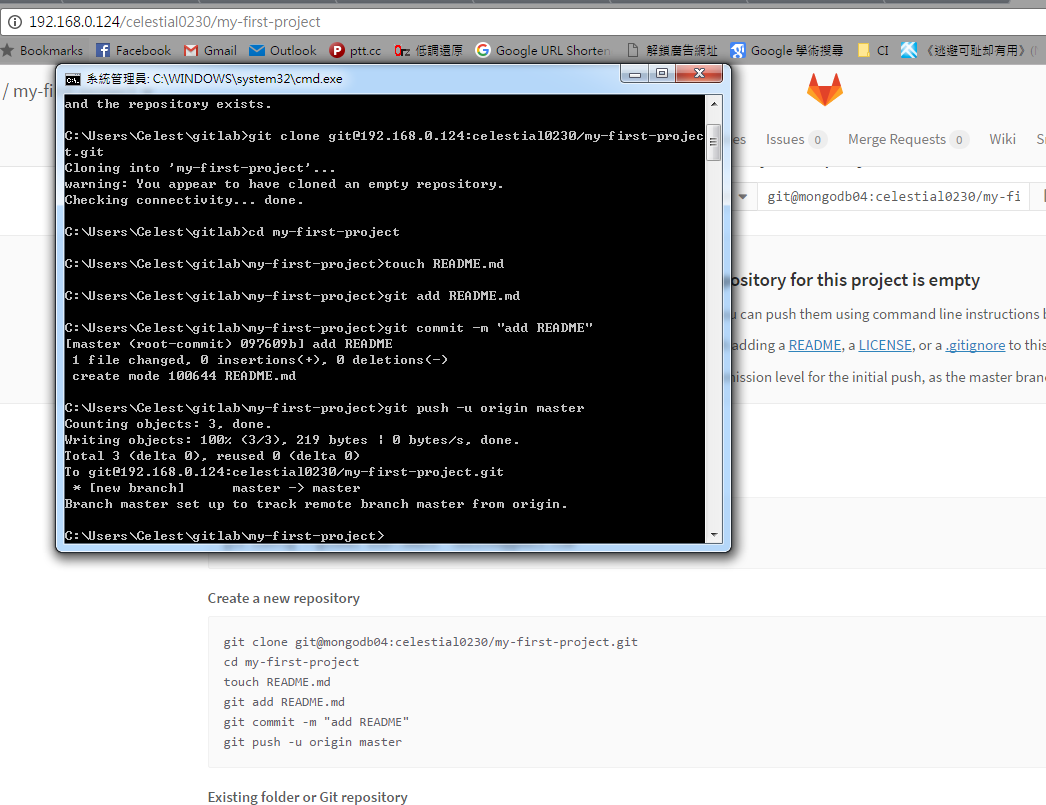 192.168.0.124/celestial0230/my-first-project
Bookmarks Facebook Gmail Outlook ptt.cc 低調還原 Google URL Shorten 解鎖廣告網址 Google 學術搜尋 CI 《逃避可耻却有用》(
/ my-fi
系統管理員: C:\WINDOWS\system32\cmd.exe
and the repository exists.
C:\Users\Celest\gitlab>git clone git@192.168.0.124:celestial0230/my-first-projec
t.git
Cloning into 'my-first-project'...
warning: You appear to have cloned an empty repository.
Checking connectivity... done.
C:\Users\Celest\gitlab>cd my-first-project
C:\Users\Celest\gitlab\my-first-project>touch README.md
C:\Users\Celest\gitlab\my-first-project>git add README.md
C:\Users\Celest\gitlab\my-first-project>git commit -m "add README"
[master (root-commit) 097609b] add README
1 file changed, 0 insertions(+), 0 deletions(-)
create mode 100644 README.md
C:\Users\Celest\gitlab\my-first-project>git push -u origin master
Counting objects: 3, done.
Writing objects: 100% (3/3), 219 bytes | 0 bytes/s, done.
Total 3 (delta 0), reused 0 (delta 0)
To git@192.168.0.124:celestial0230/my-first-project.git
* [new branch]      master -> master
Branch master set up to track remote branch master from origin.
C:\Users\Celest\gitlab\my-first-project>
es Issues 0 Merge Requests 0 Wiki S
git@mongodb04:celestial0230/my-fi
ository for this project is empty
u can push them using command line instructions b
adding a README, a LICENSE, or a .gitignore to this
mission level for the initial push, as the master bran
Create a new repository
git clone git@mongodb04:celestial0230/my-first-project.git
cd my-first-project
touch README.md
git add README.md
git commit -m "add README"
git push -u origin master
Existing folder or Git repository